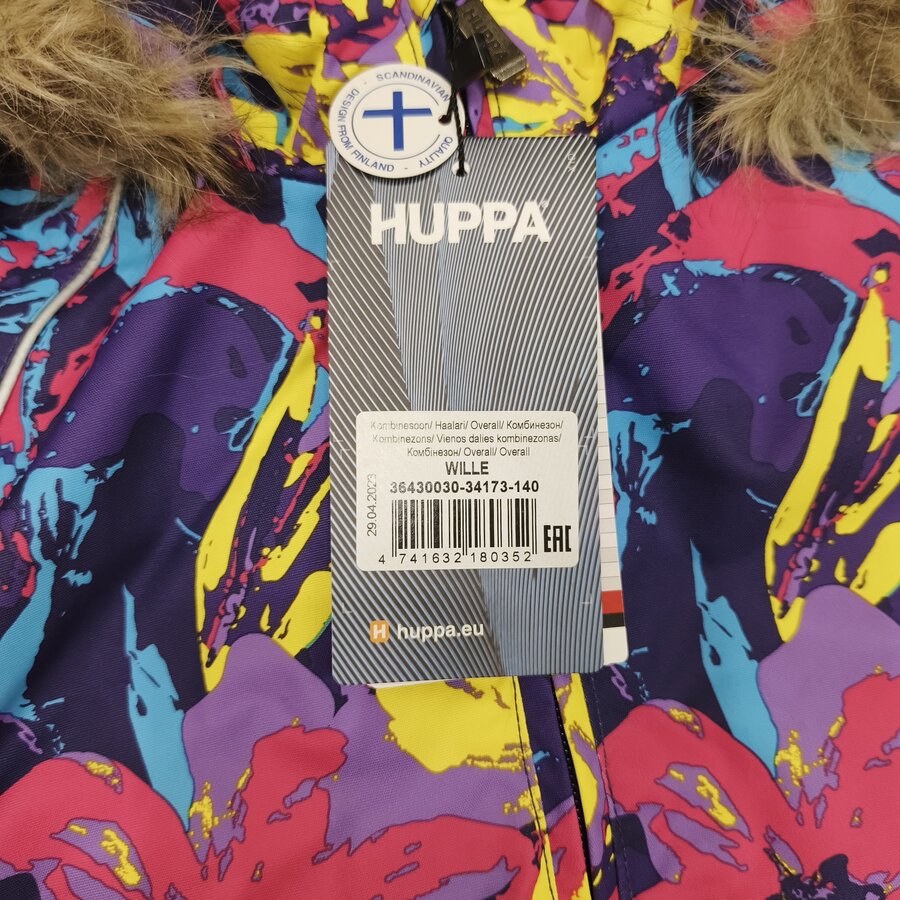 HUPPA
SCANDINAVIAN QUALITY
DESIGN FROM FINLAND
HUPPA
Kombinesoon/ Haalari/ Overall/ Комбинезон/
Kombinezons/ Vienos dalies kombinezonas/
Комбінезон/ Overall/ Overall
WILLE
36430030-34173-140
29.04.2023
4 741632 180352
EAC
H huppa.eu